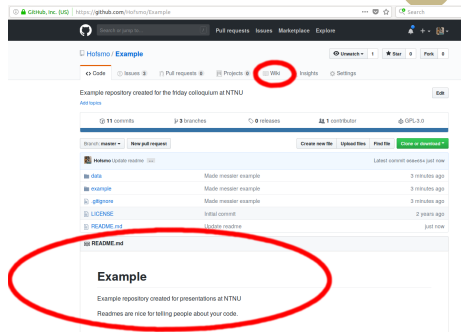 GitHub, Inc. (US) https://github.com/Hofsmo/Example Search
Search or jump to... Pull requests Issues Marketplace Explore
Hofsmo / Example Unwatch 1 Star 0 Fork 0
Code Issues Pull requests 0 Projects 0 Wiki Insights Settings
Example repository created for the friday colloquium at NTNU Edit
Add topics
11 commits 3 branches 0 releases 1 contributor GPL-3.0
Branch: master New pull request Create new file Upload files Find file Clone or download
Hofsmo Update readme Latest commit just now
data Made messier example 3 minutes ago
example Made messier example 3 minutes ago
.gitignore Made messier example 3 minutes ago
LICENSE Initial commit 2 years ago
README.md Update readme just now
README.md
Example
Example repository created for presentations at NTNU
Readmes are nice for telling people about your code.